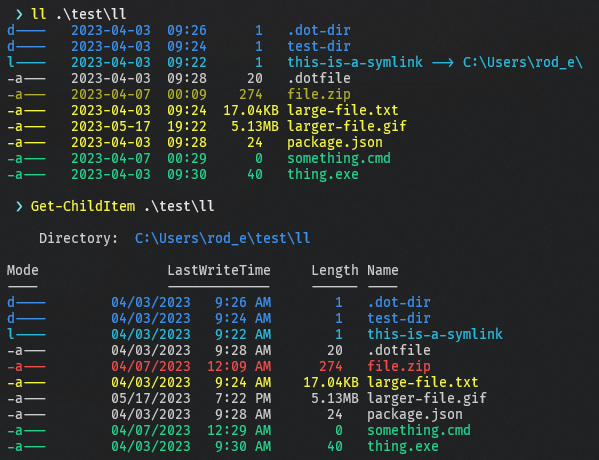 ❯ ll .\test\ll
d----   2023-04-03  09:26      1   .dot-dir
d----   2023-04-03  09:24      1   test-dir
l----   2023-04-03  09:22      1   this-is-a-symlink --> C:\Users\rod_e\
-a---   2023-04-03  09:28     20   .dotfile
-a---   2023-04-07  00:09    274   file.zip
-a---   2023-04-03  09:24  17.04KB large-file.txt
-a---   2023-05-17  19:22   5.13MB larger-file.gif
-a---   2023-04-03  09:28     24   package.json
-a---   2023-04-07  00:29      0   something.cmd
-a---   2023-04-03  09:30     40   thing.exe
❯ Get-ChildItem .\test\ll
Directory:  C:\Users\rod_e\test\ll
Mode                LastWriteTime     Length Name
----                -------------     ------ ----
d----        04/03/2023   9:26 AM        1   .dot-dir
d----        04/03/2023   9:24 AM        1   test-dir
l----        04/03/2023   9:22 AM        1   this-is-a-symlink
-a---        04/03/2023   9:28 AM       20   .dotfile
-a---        04/07/2023  12:09 AM      274   file.zip
-a---        04/03/2023   9:24 AM    17.04KB large-file.txt
-a---        05/17/2023   7:22 PM     5.13MB larger-file.gif
-a---        04/03/2023   9:28 AM       24   package.json
-a---        04/07/2023  12:29 AM        0   something.cmd
-a---        04/03/2023   9:30 AM       40   thing.exe